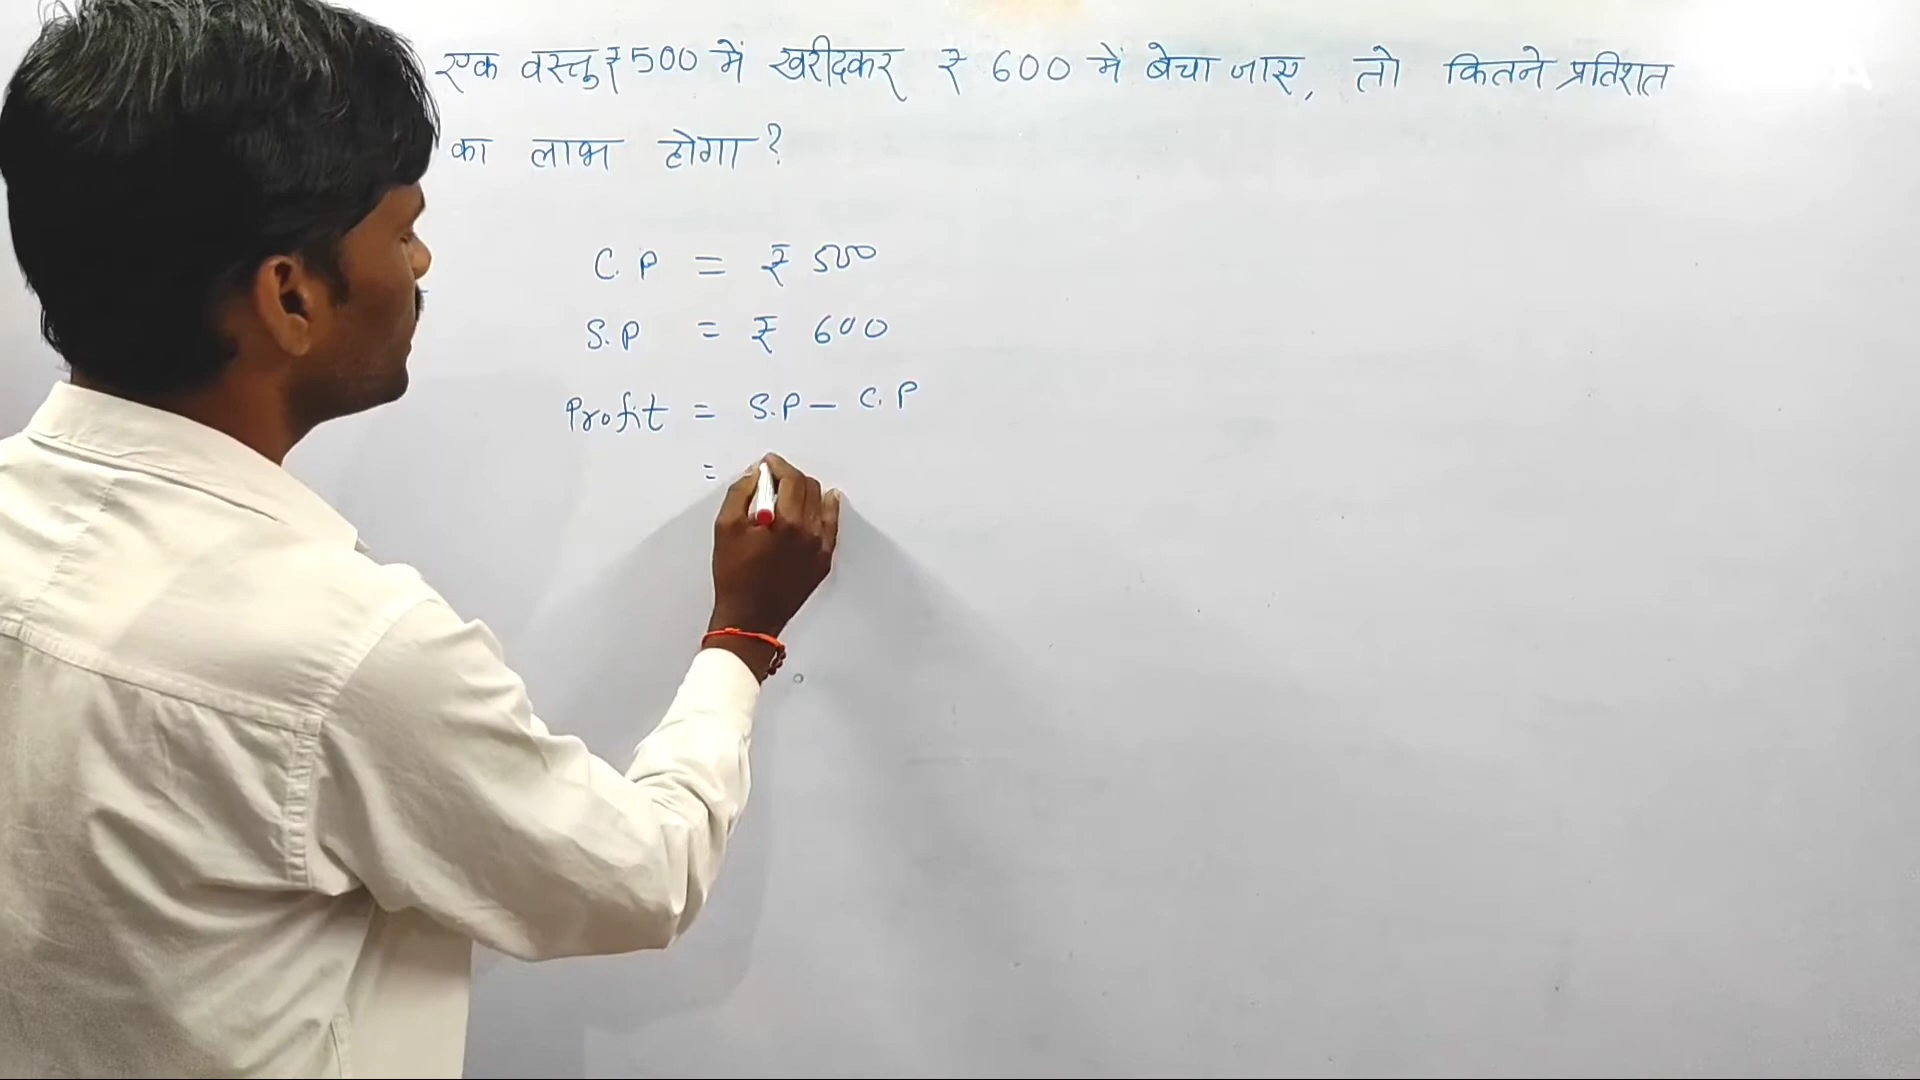 एक वस्तु ₹ 500 में खरीदकर ₹ 600 में बेचा जाए, तो कितने प्रतिशत
का लाभ होगा?
C.P = ₹ 500
S.P = ₹ 600
Profit = S.P – C.P
=